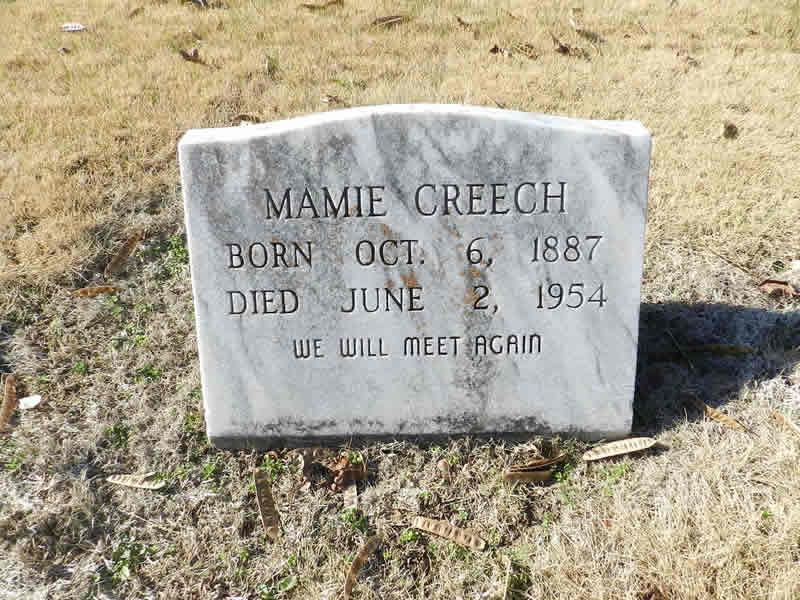 MAMIE CREECH
BORN OCT. 6, 1887
DIED JUNE 2, 1954
WE WILL MEET AGAIN